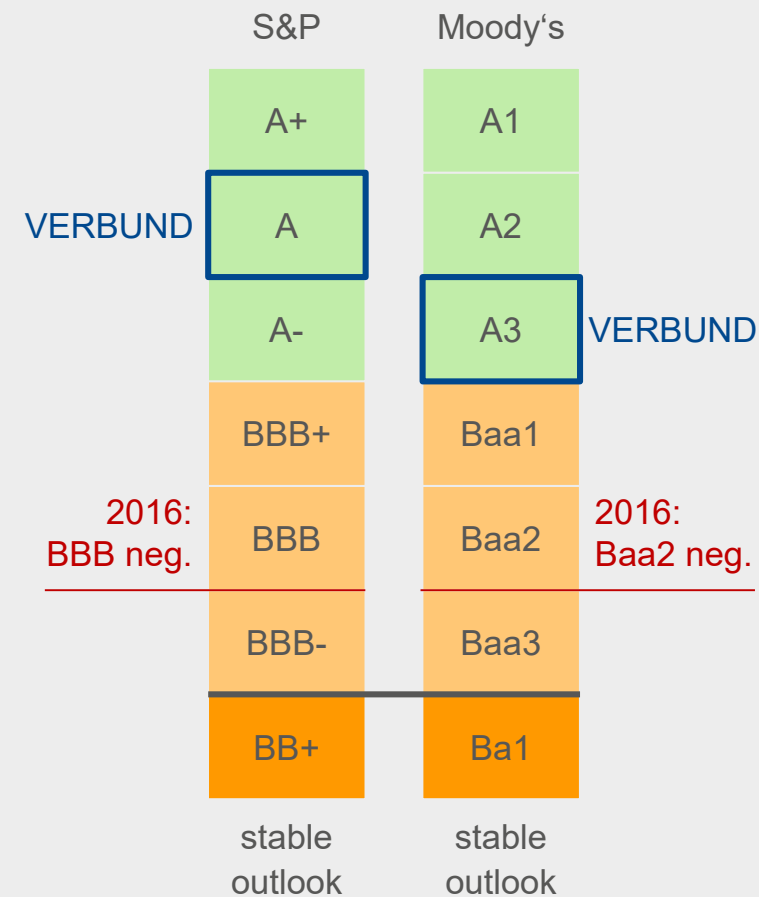 S&P Moody‘s
A+ A1
VERBUND A A2
A- A3 VERBUND
BBB+ Baa1
2016: 2016:
BBB neg. BBB Baa2 Baa2 neg.
BBB- Baa3
BB+ Ba1
stable stable
outlook outlook